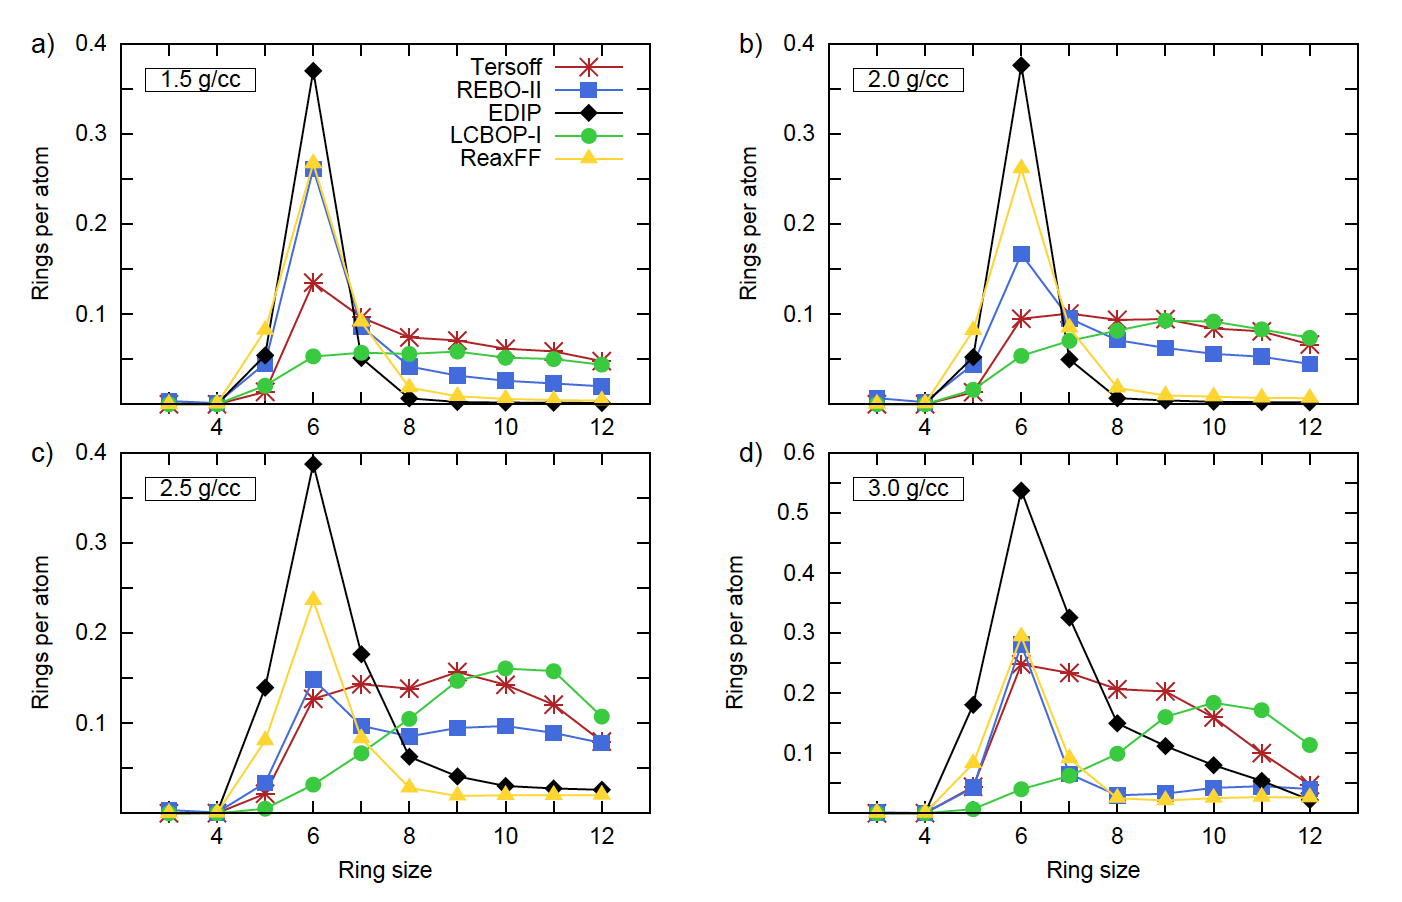 a)
0.4
0.3
0.2
0.1
Rings per atom
1.5 g/cc
Tersoff
REBO-II
EDIP
LCBOP-I
ReaxFF
4 6 8 10 12
b)
0.4
0.3
0.2
0.1
Rings per atom
2.0 g/cc
4 6 8 10 12
c)
0.4
0.3
0.2
0.1
Rings per atom
2.5 g/cc
4 6 8 10 12
Ring size
d)
0.6
0.5
0.4
0.3
0.2
0.1
Rings per atom
3.0 g/cc
4 6 8 10 12
Ring size